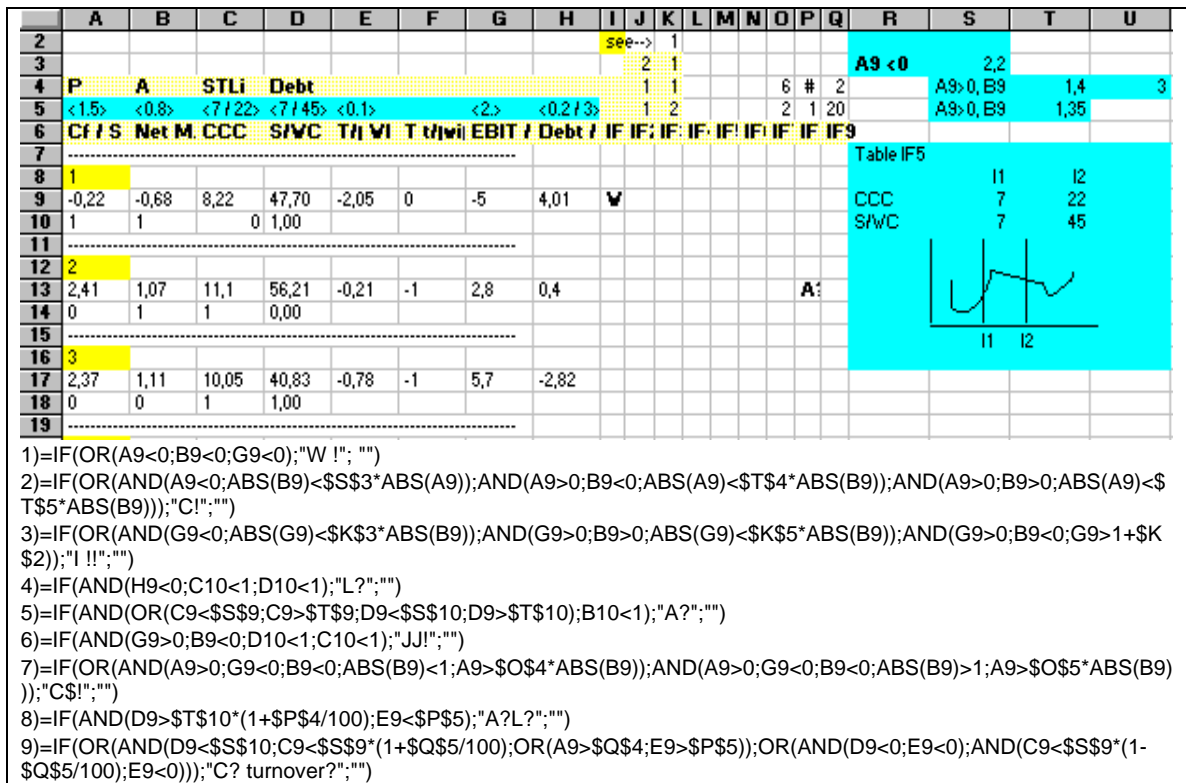 A B C D E F G H I J K L M N O P Q R S T U
2 see--> 1
3 2 1 A9 <0 2,2
4 P A STLi Debt 1 1 6 # 2 A9>0, B9 1,4 3
5 <1.5> <0.8> <7 / 22> <7 / 45> <0.1> <2.> <0.2 / 3> 1 2 2 1 20 A9>0, B9 1,35
6 Cf / S Net M. CCC S/WC EBIT / Debt / IF IF IF IF IF IF IF IF IF9
7 Table IF5
8 1 I1 I2
9 -0,22 -0,68 8,22 47,70 -2,05 0 -5 4,01 W CCC 7 22
10 1 1 0 1,00 S/WC 7 45
11
12 2
13 2,41 1,07 11,1 56,21 -0,21 -1 2,8 0,4 A?
14 0 1 1 0,00
15
16 3 I1 I2
17 2,37 1,11 10,05 40,83 -0,78 -1 5,7 -2,82
18 0 0 1 1,00
19
1)=IF(OR(A9<0;B9<0;G9<0);"W !"; "")
2)=IF(OR(AND(A9<0;ABS(B9)<$S$3*ABS(A9));AND(A9>0;B9<0;ABS(A9)<$T$4*ABS(B9));AND(A9>0;B9>0;ABS(A9)<$
T$5*ABS(B9)));"C!";"")
3)=IF(OR(AND(G9<0;ABS(G9)<$K$3*ABS(B9));AND(G9>0;B9>0;ABS(G9)<$K$5*ABS(B9));AND(G9>0;B9<0;G9>1+$K
$2));"I !!";"")
4)=IF(AND(H9<0;C10<1;D10<1);"L?";"")
5)=IF(AND(OR(C9<$S$9;C9>$T$9;D9<$S$10;D9>$T$10);B10<1);"A?";"")
6)=IF(AND(G9>0;B9<0;D10<1;C10<1);"JJ!";"")
7)=IF(OR(AND(A9>0;G9<0;B9<0;ABS(B9)<1;A9>$O$4*ABS(B9));AND(A9>0;G9<0;B9<0;ABS(B9)>1;A9>$O$5*ABS(B9)
));"C$!";"")
8)=IF(AND(D9>$T$10*(1+$P$4/100);E9<$P$5);"A?L?";"")
9)=IF(OR(AND(D9<$S$10;C9<$S$9*(1+$Q$5/100);OR(A9>$Q$4;E9>$P$5));OR(AND(D9<0;E9<0);AND(C9<$S$9*(1-
$Q$5/100);E9<0)));"C? turnover?";"")